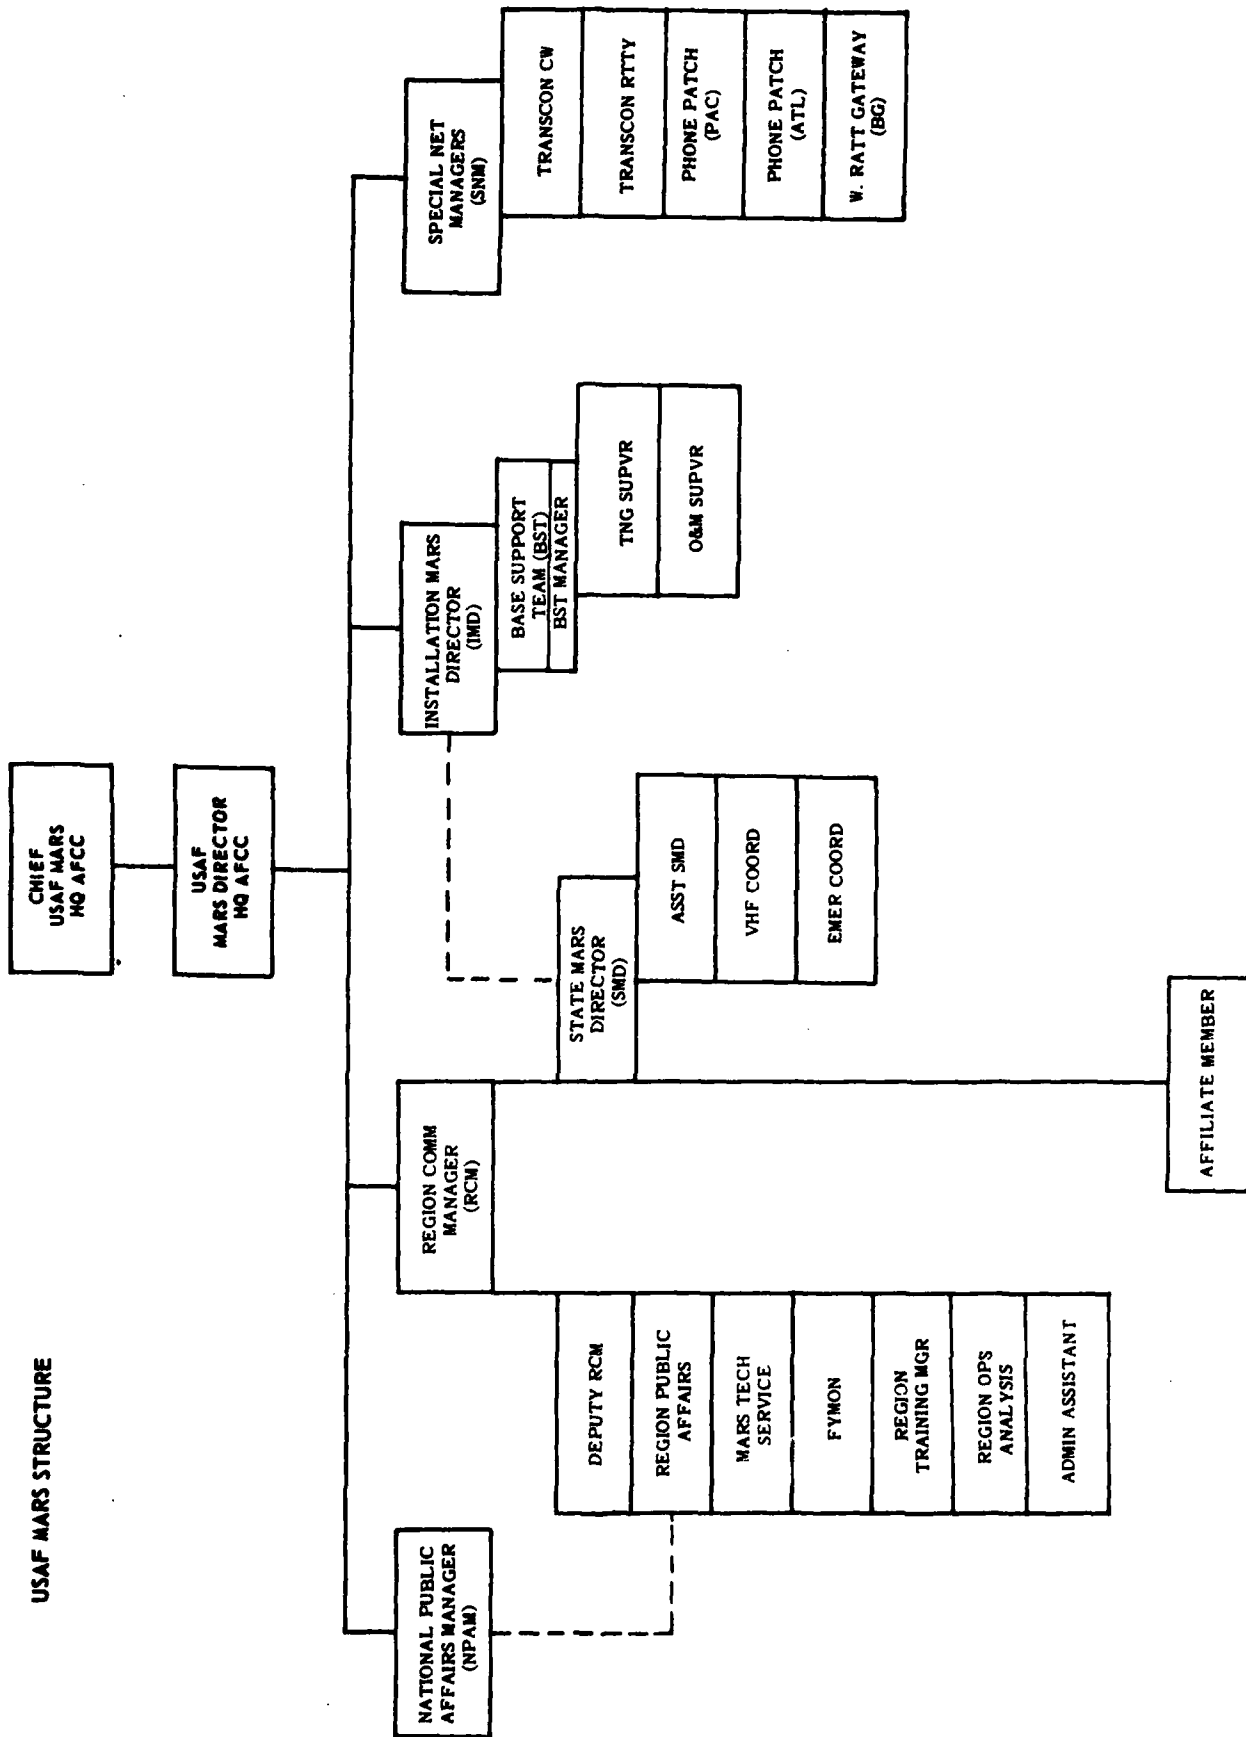 USAF MARS STRUCTURE
CHIEF
USAF MARS
HQ AFCC
USAF
MARS DIRECTOR
HQ AFCC
NATIONAL PUBLIC
AFFAIRS MANAGER
(NPAM)
REGION COMM
MANAGER
(RCM)
INSTALLATION MARS
DIRECTOR
(IMD)
SPECIAL NET
MANAGERS
(SNM)
DEPUTY RCM
REGION PUBLIC
AFFAIRS
MARS TECH
SERVICE
FYMON
REGION
TRAINING MGR
REGION OPS
ANALYSIS
ADMIN ASSISTANT
STATE MARS
DIRECTOR
(SMD)
ASST SMD
VHF COORD
EMER COORD
AFFILIATE MEMBER
BASE SUPPORT
TEAM (BST)
BST MANAGER
TNG SUPVR
O&M SUPVR
TRANSCON CW
TRANSCON RTTY
PHONE PATCH
(PAC)
PHONE PATCH
(ATL)
W. RATT GATEWAY
(BG)